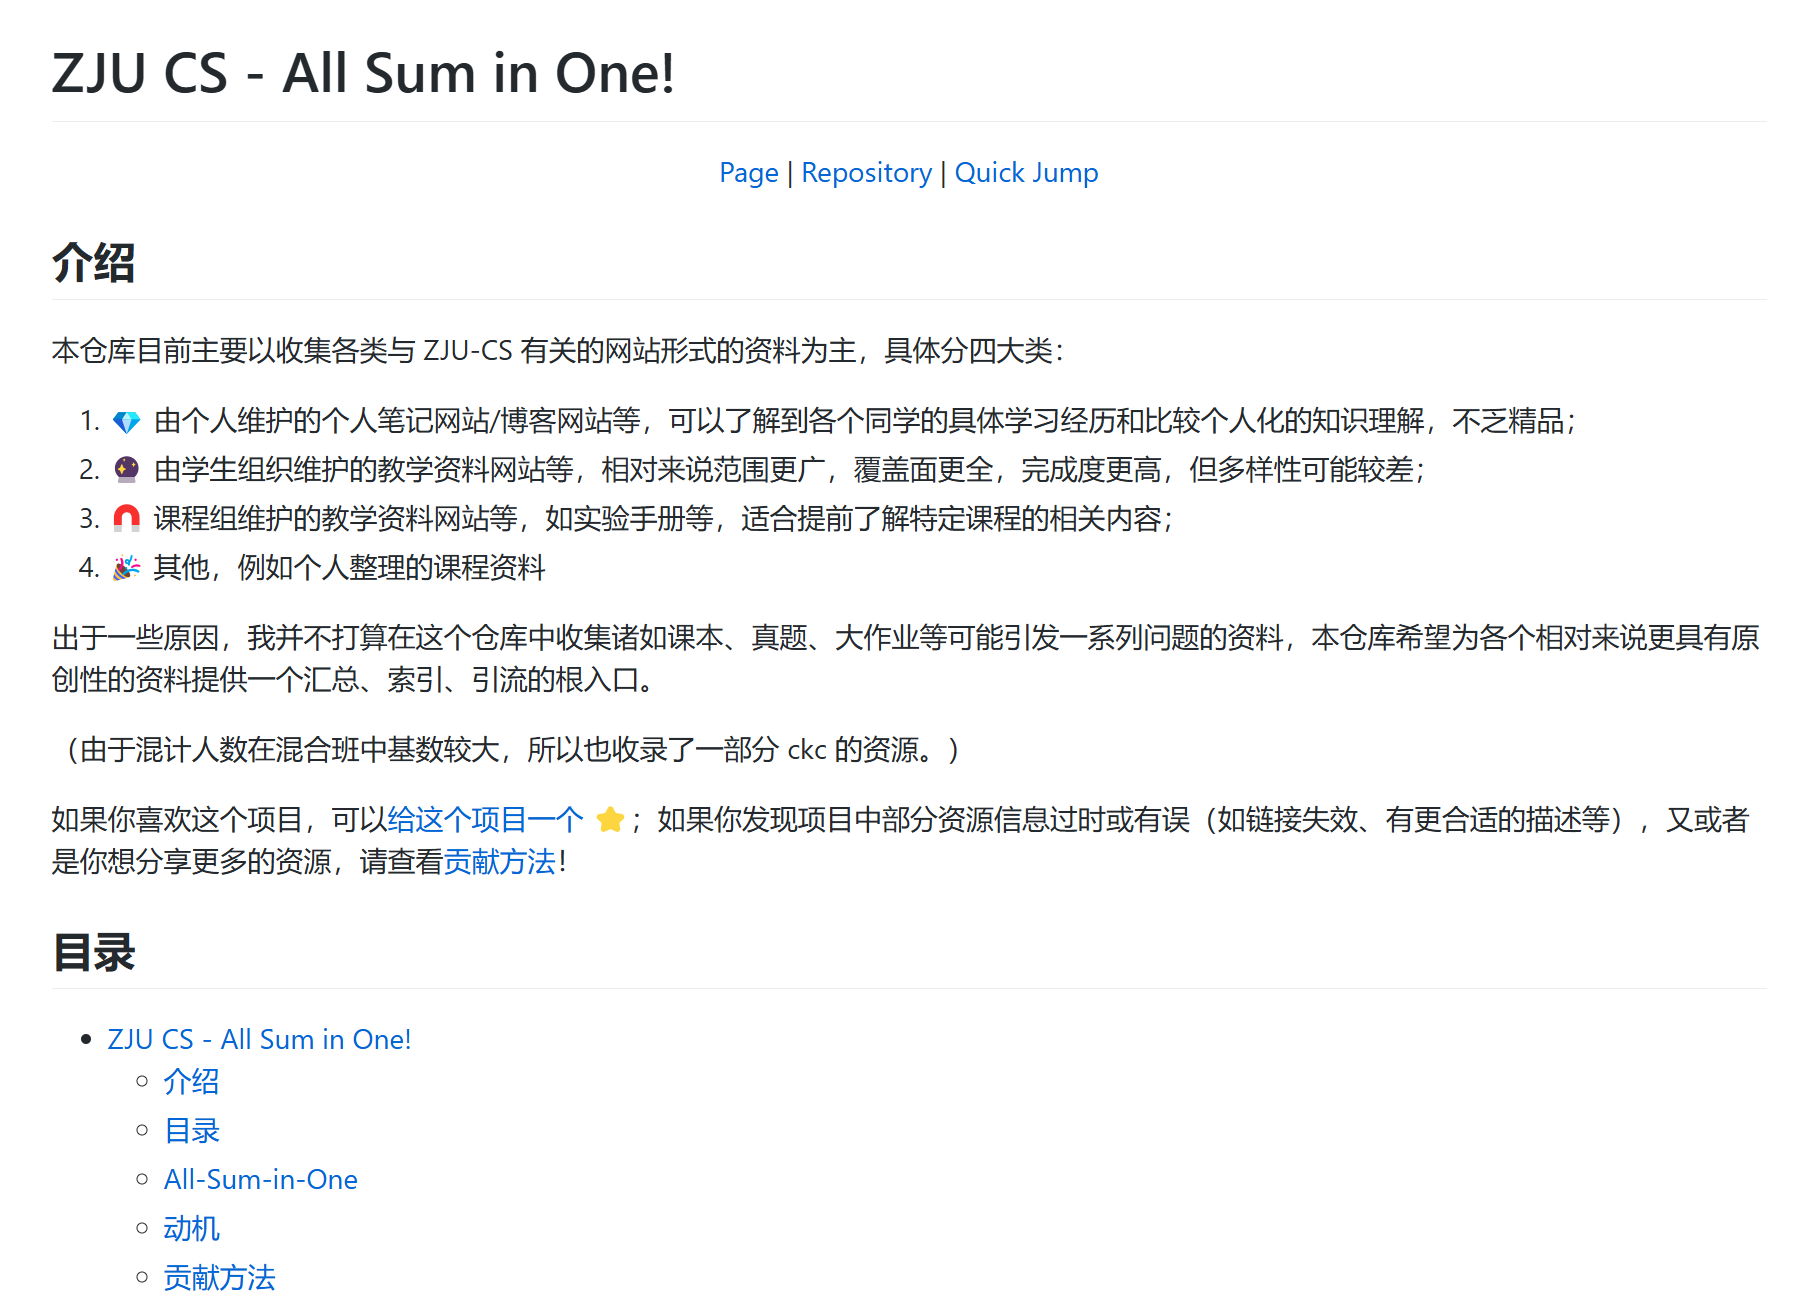 ZJU CS - All Sum in One!
Page | Repository | Quick Jump
介绍
本仓库目前主要以收集各类与 ZJU-CS 有关的网站形式的资料为主，具体分四大类：
1. 💎 由个人维护的个人笔记网站/博客网站等，可以了解到各个同学的具体学习经历和比较个人化的知识理解，不乏精品；
2. 🔮 由学生组织维护的教学资料网站等，相对来说范围更广，覆盖面更全，完成度更高，但多样性可能较差；
3. 🧲 课程组维护的教学资料网站等，如实验手册等，适合提前了解特定课程的相关内容；
4. 🎉 其他，例如个人整理的课程资料
出于一些原因，我并不打算在这个仓库中收集诸如课本、真题、大作业等可能引发一系列问题的资料，本仓库希望为各个相对来说更具有原
创性的资料提供一个汇总、索引、引流的根入口。
（由于混计人数在混合班中基数较大，所以也收录了一部分 ckc 的资源。）
如果你喜欢这个项目，可以给这个项目一个 ⭐；如果你发现项目中部分资源信息过时或有误（如链接失效、有更合适的描述等），又或者
是你想分享更多的资源，请查看贡献方法！
目录
ZJU CS - All Sum in One!
介绍
目录
All-Sum-in-One
动机
贡献方法